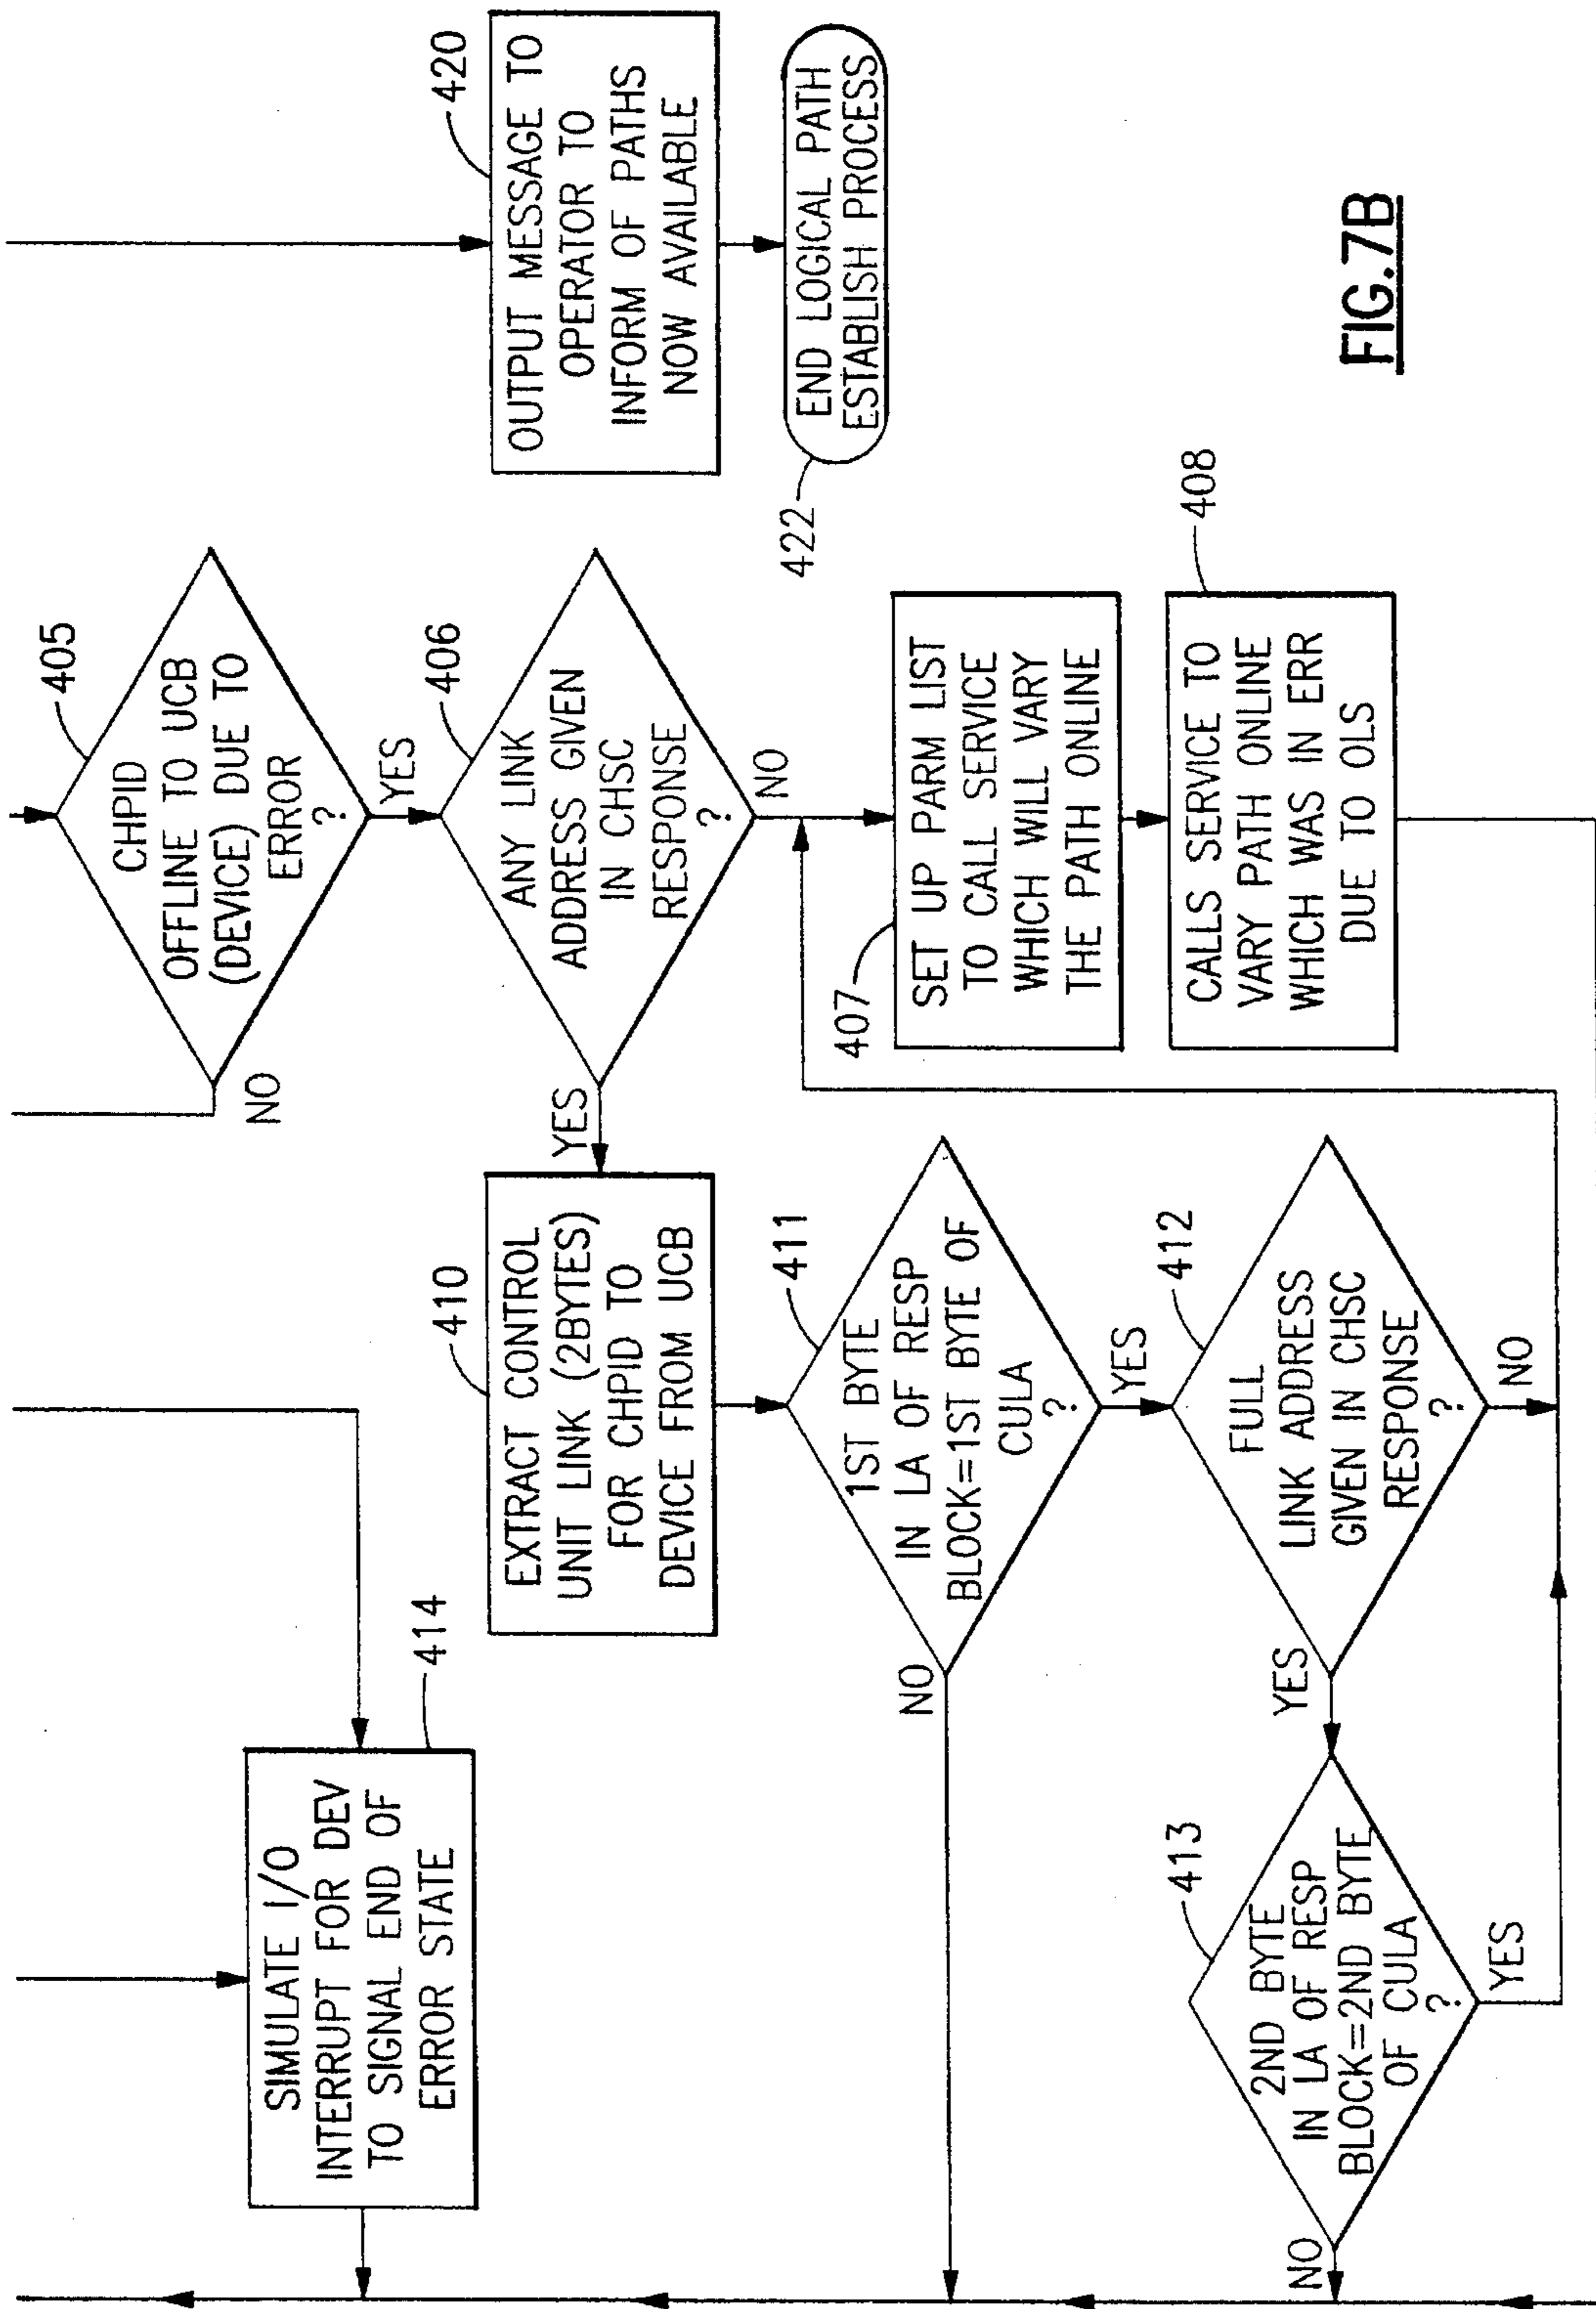 405
CHPID
OFFLINE TO UCB
(DEVICE) DUE TO
ERROR
?
NO
YES
406
ANY LINK
ADDRESS GIVEN
IN CHSC
RESPONSE
?
YES
NO
407
SET UP PARM LIST
TO CALL SERVICE
WHICH WILL VARY
THE PATH ONLINE
408
CALLS SERVICE TO
VARY PATH ONLINE
WHICH WAS IN ERR
DUE TO OLS
410
EXTRACT CONTROL
UNIT LINK (2BYTES)
FOR CHPID TO
DEVICE FROM UCB
411
1ST BYTE
IN LA OF RESP
BLOCK=1ST BYTE OF
CULA
?
NO
YES
412
FULL
LINK ADDRESS
GIVEN IN CHSC
RESPONSE
?
YES
NO
413
2ND BYTE
IN LA OF RESP
BLOCK=2ND BYTE
OF CULA
?
NO
YES
414
SIMULATE I/O
INTERRUPT FOR DEV
TO SIGNAL END OF
ERROR STATE
420
OUTPUT MESSAGE TO
OPERATOR TO
INFORM OF PATHS
NOW AVAILABLE
422
END LOGICAL PATH
ESTABLISH PROCESS
FIG.7B